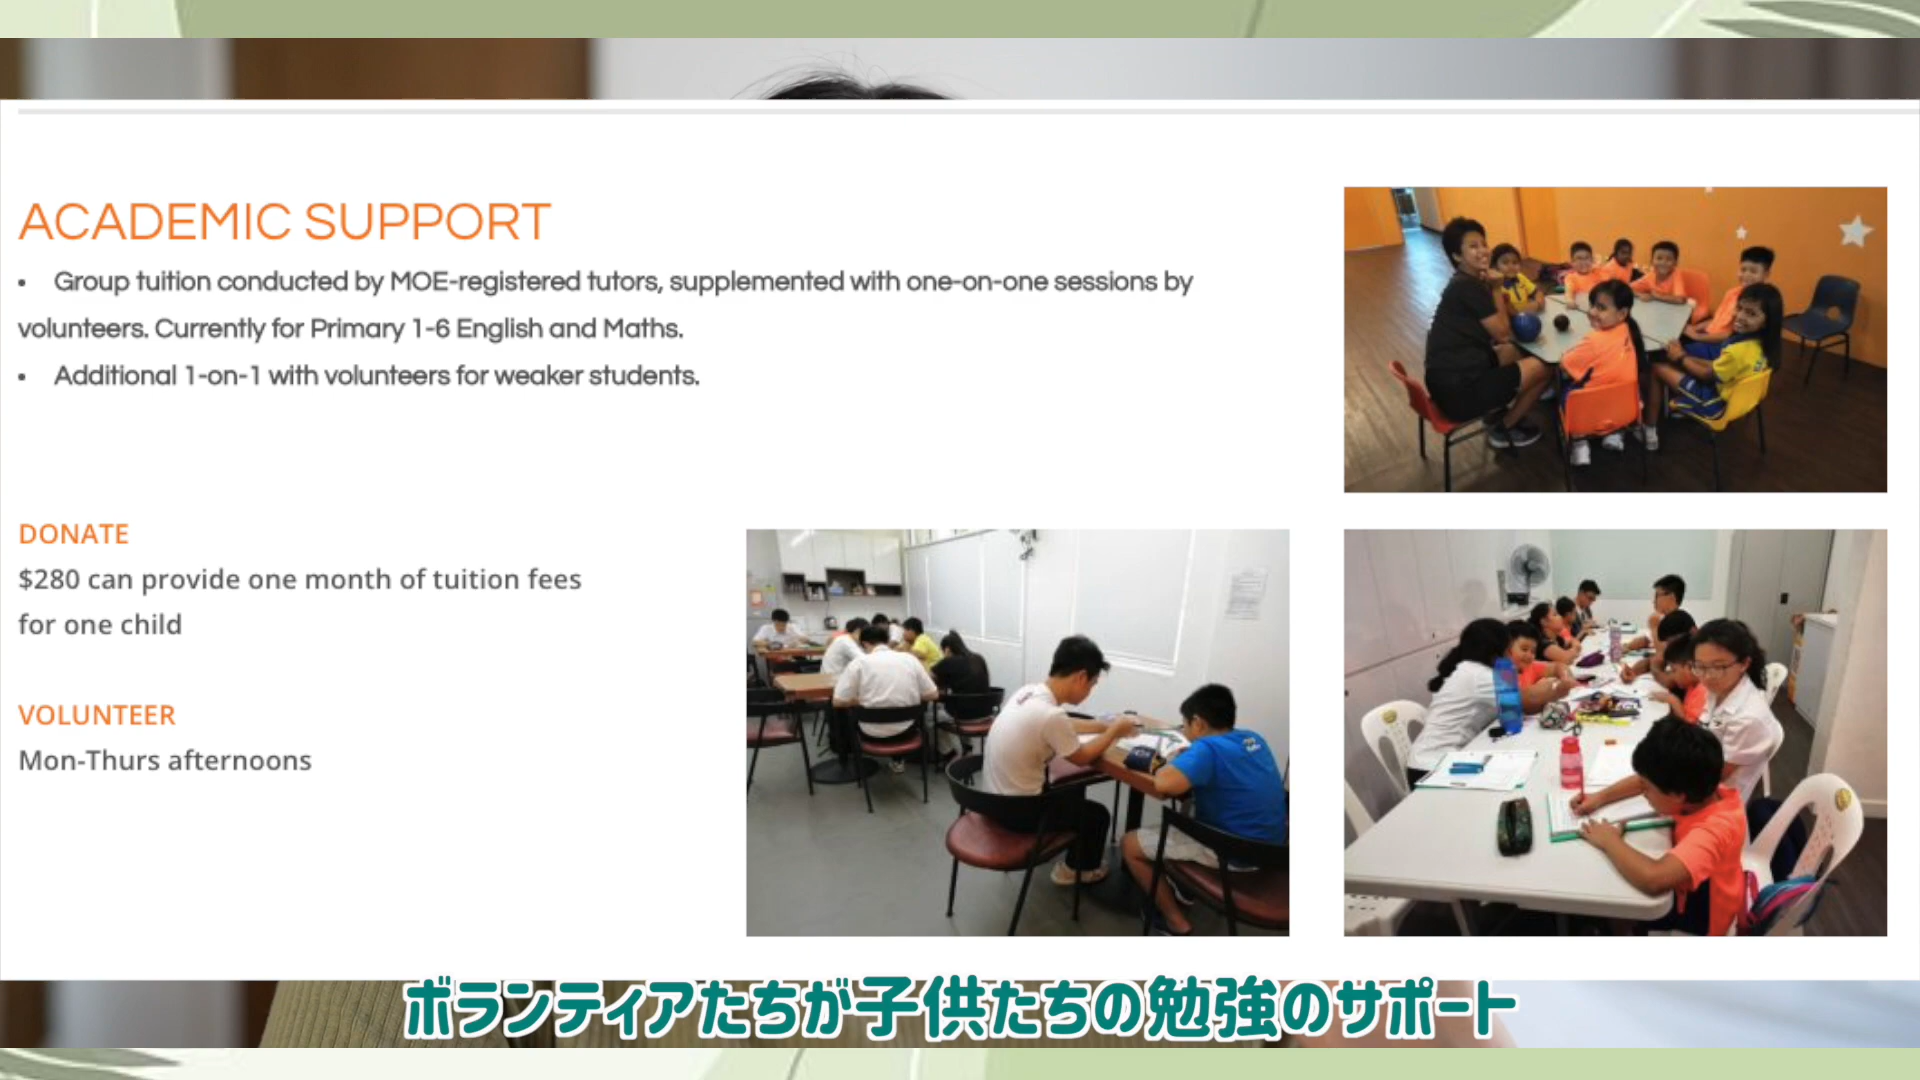 ACADEMIC SUPPORT
• Group tuition conducted by MOE-registered tutors, supplemented with one-on-one sessions by
volunteers. Currently for Primary 1-6 English and Maths.
• Additional 1-on-1 with volunteers for weaker students.
DONATE
$280 can provide one month of tuition fees
for one child
VOLUNTEER
Mon-Thurs afternoons
ボランティアたちが子供たちの勉強のサポート